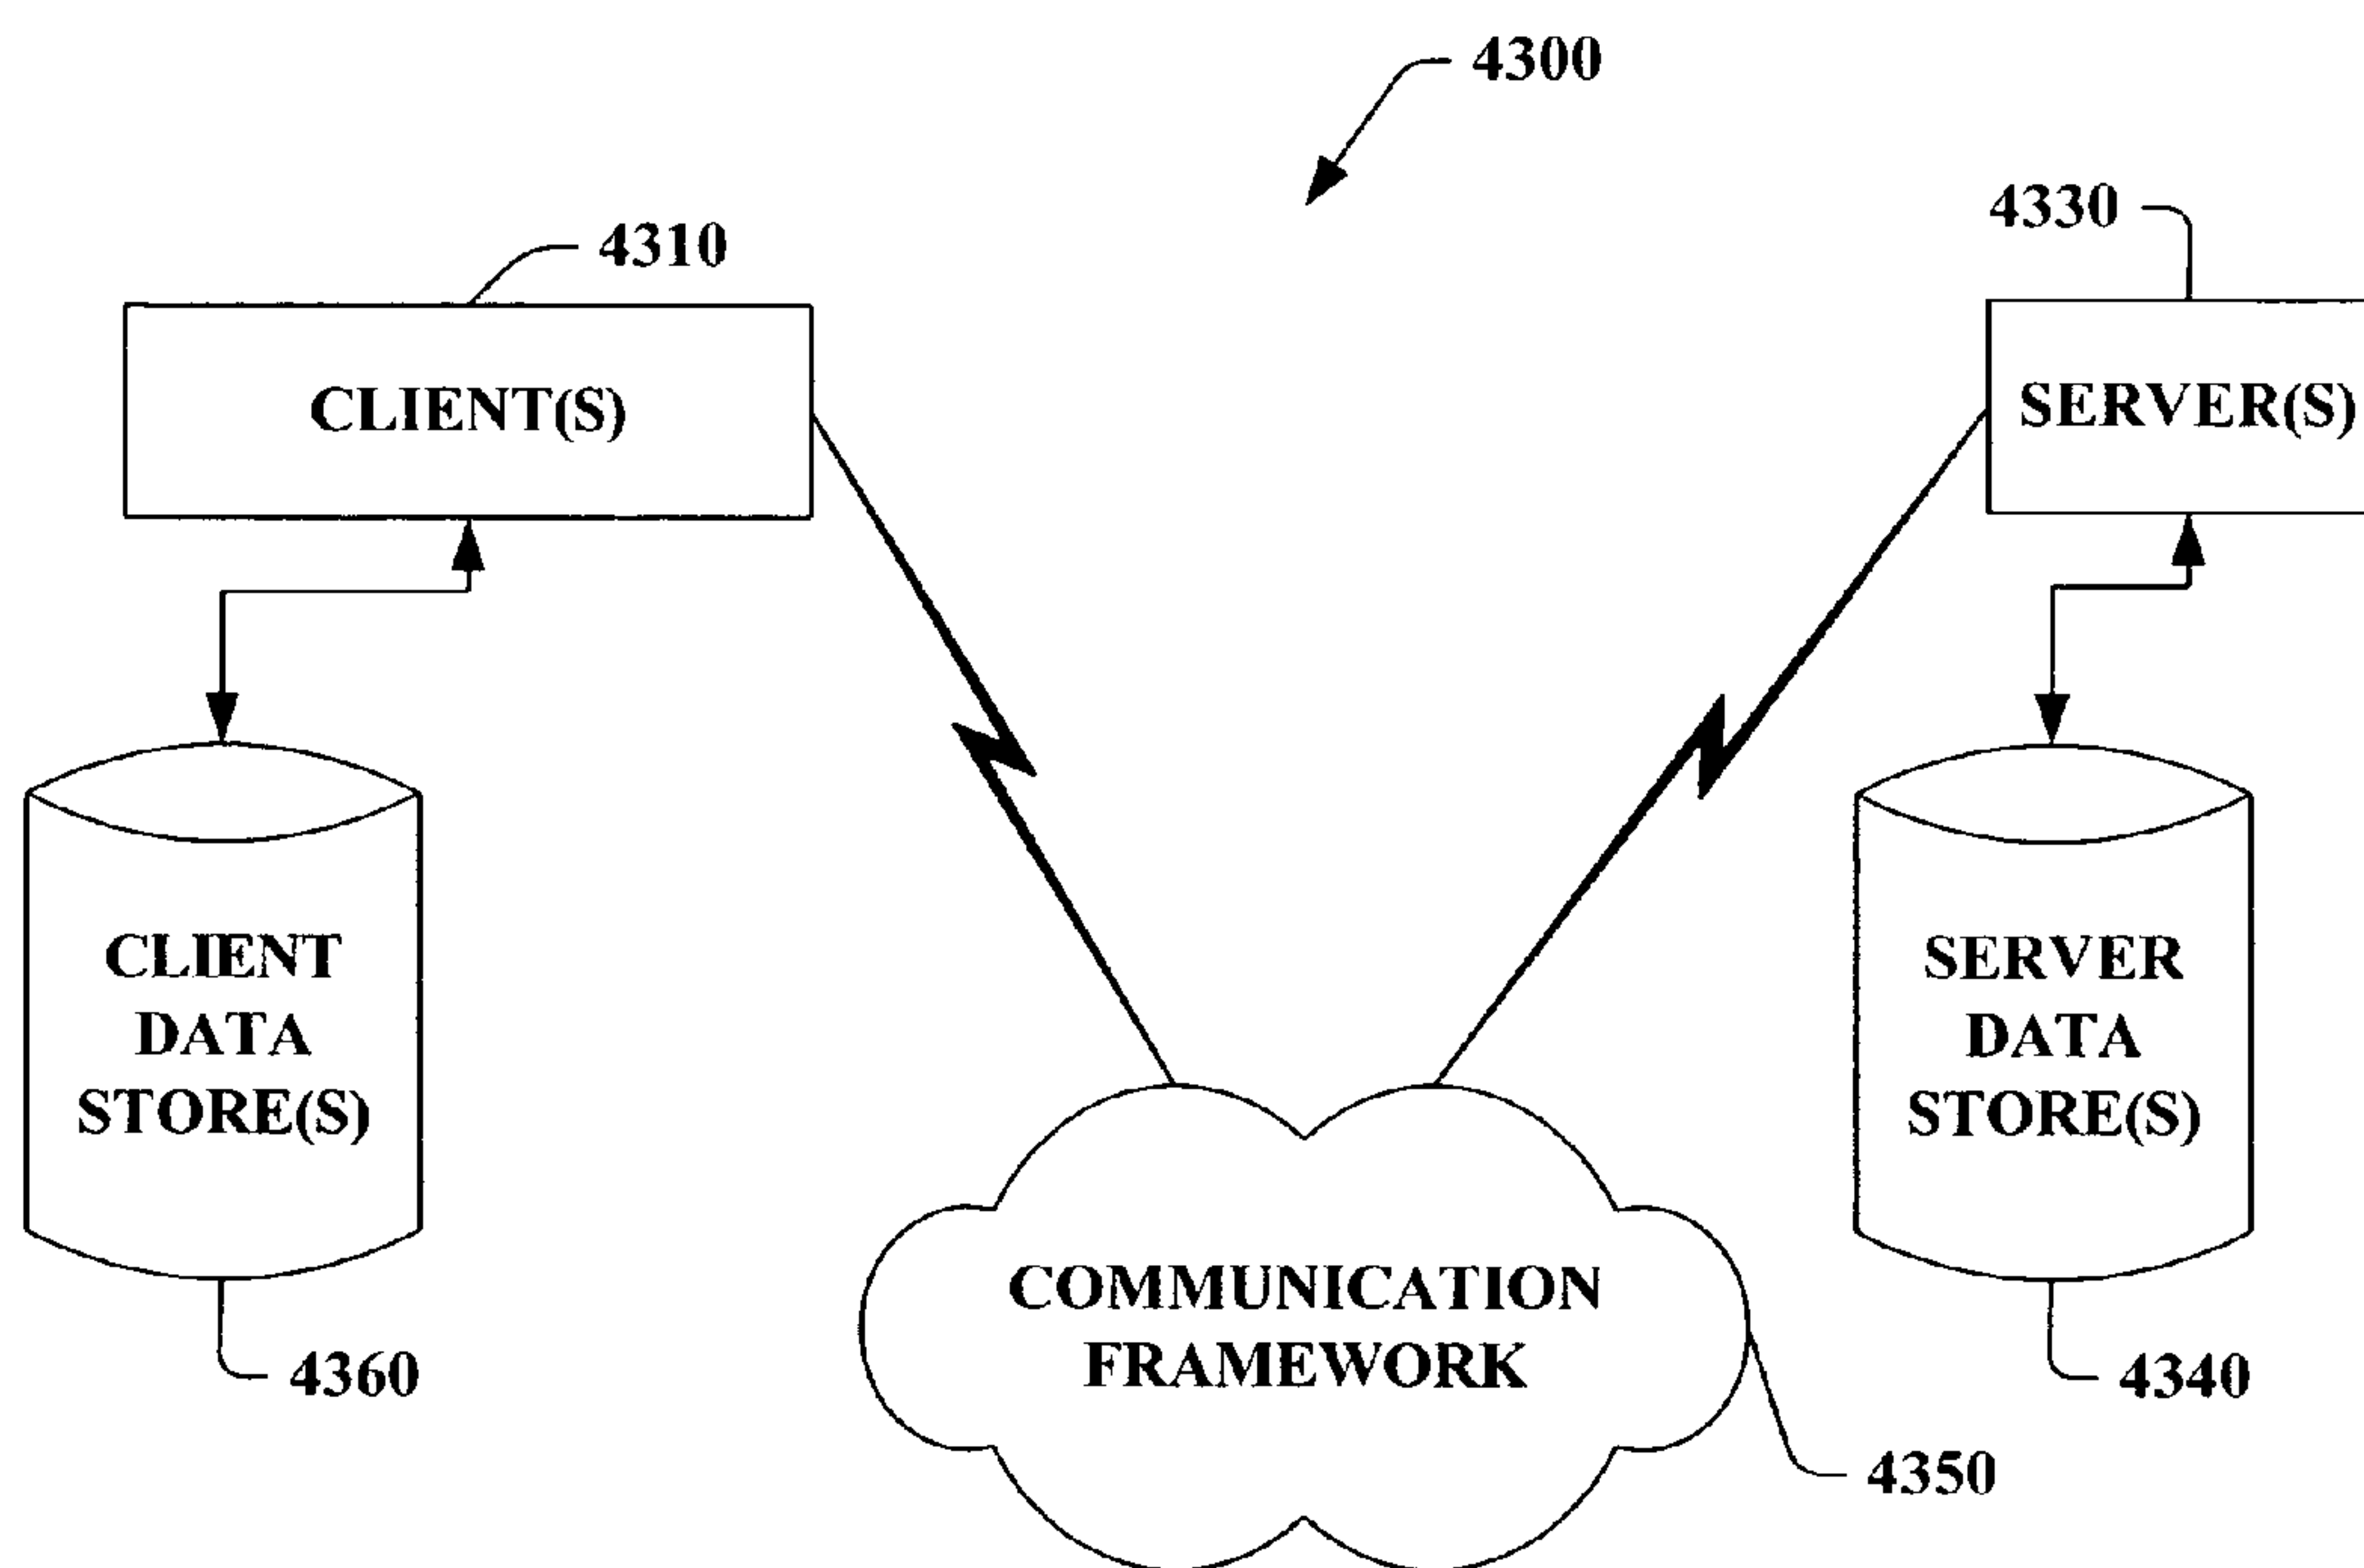 4300
4310
4330
CLIENT(S)
SERVER(S)
CLIENT
DATA
STORE(S)
SERVER
DATA
STORE(S)
COMMUNICATION
FRAMEWORK
4360
4340
4350